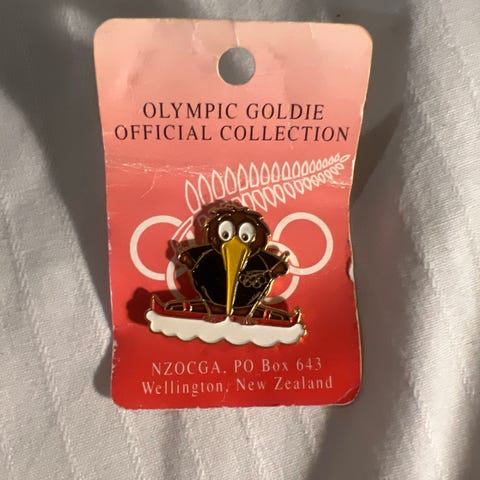 OLYMPIC GOLDIE
OFFICIAL COLLECTION
NZOCGA, PO Box 643
Wellington, New Zealand